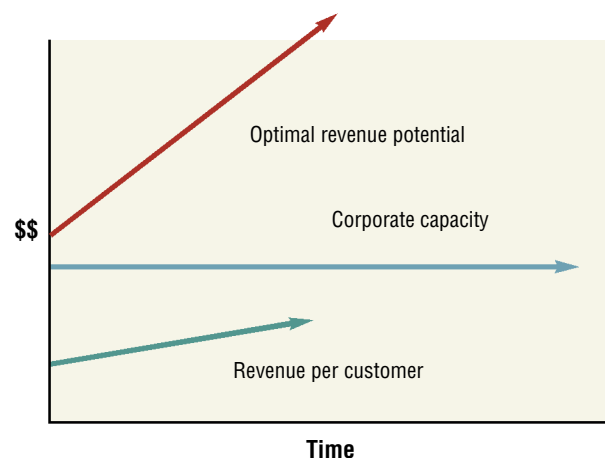 Optimal revenue potential
Corporate capacity
$$
Revenue per customer
Time